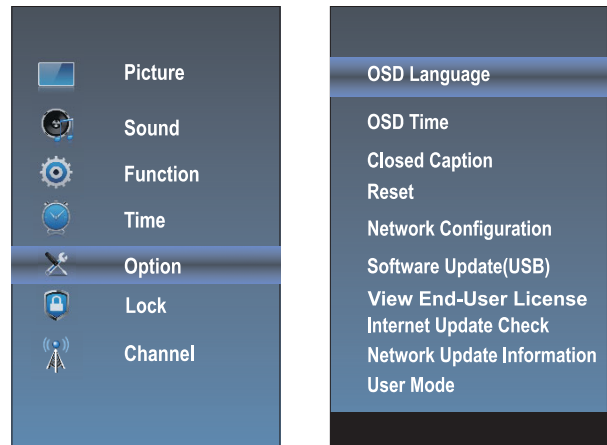 Picture
Sound
Function
Time
Option
Lock
Channel
OSD Language
OSD Time
Closed Caption
Reset
Network Configuration
Software Update(USB)
View End-User License
Internet Update Check
Network Update Information
User Mode